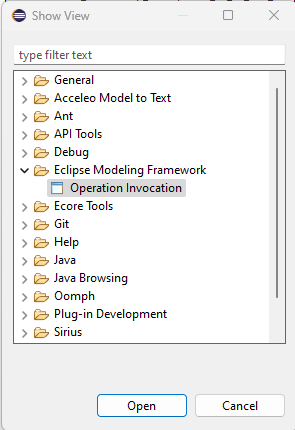 Show View
type filter text
General
Acceleo Model to Text
Ant
API Tools
Debug
Eclipse Modeling Framework
Operation Invocation
Ecore Tools
Git
Help
Java
Java Browsing
Oomph
Plug-in Development
Sirius
Open Cancel